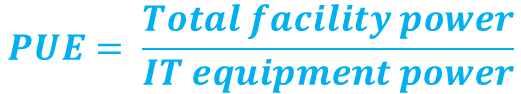 PUE = Total facility power / IT equipment power